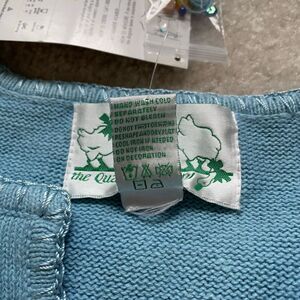 HAND WASH COLD
SEPARATELY
DO NOT BLEACH
DO NOT TWIST OR WRING
RESHAPE AND DRY FLAT
COOL IRON IF NEEDED
DO NOT IRON
ON DECORATION
the Qua